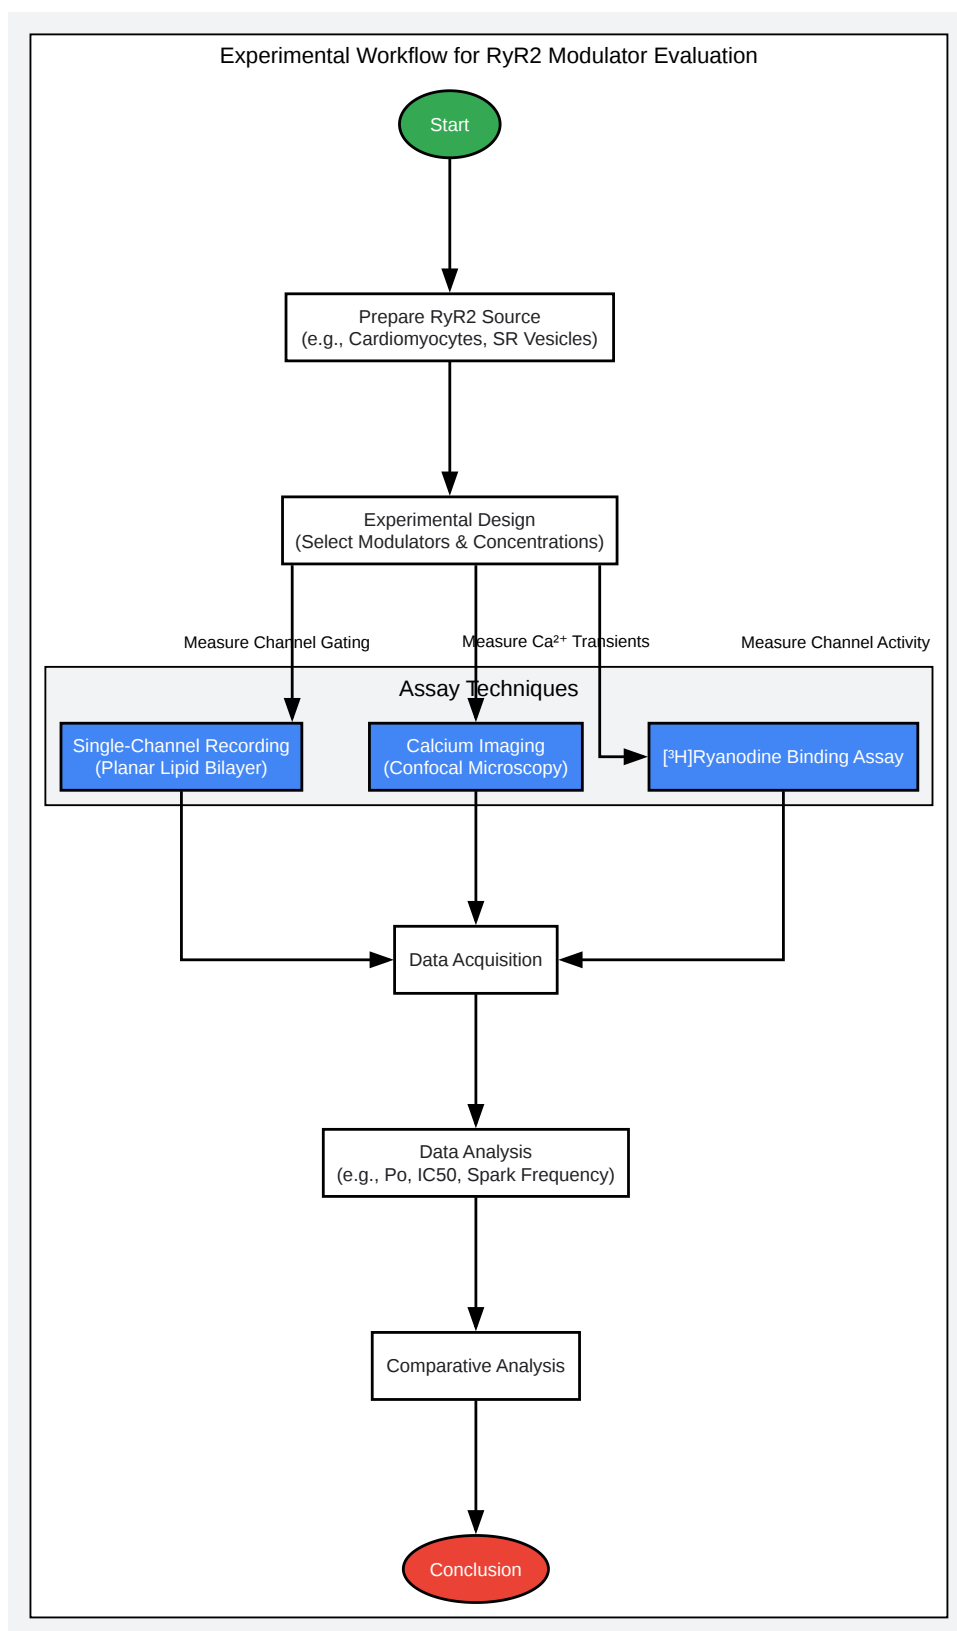 Experimental Workflow for RyR2 Modulator Evaluation
Start
Prepare RyR2 Source
(e.g., Cardiomyocytes, SR Vesicles)
Experimental Design
(Select Modulators & Concentrations)
Measure Channel Gating
Measure Ca²⁺ Transients
Measure Channel Activity
Assay Techniques
Single-Channel Recording
(Planar Lipid Bilayer)
Calcium Imaging
(Confocal Microscopy)
[³H]Ryanodine Binding Assay
Data Acquisition
Data Analysis
(e.g., Po, IC50, Spark Frequency)
Comparative Analysis
Conclusion